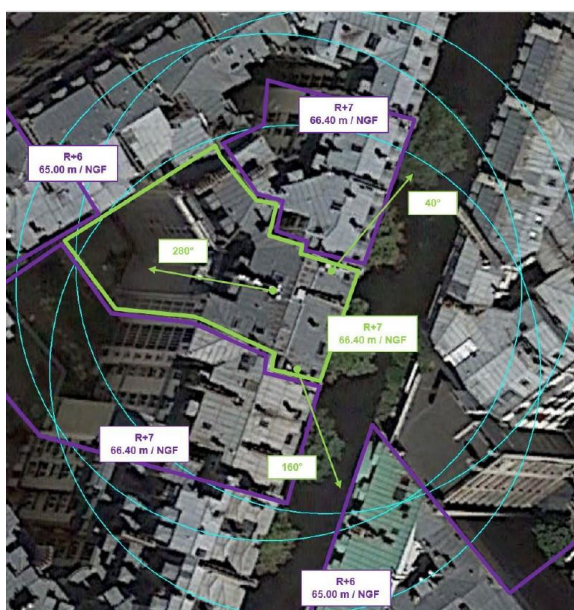 R+7
66.40 m / NGF
R+6
65.00 m / NGF
40°
280°
R+7
66.40 m / NGF
R+7
66.40 m / NGF
160°
R+6
65.00 m / NGF